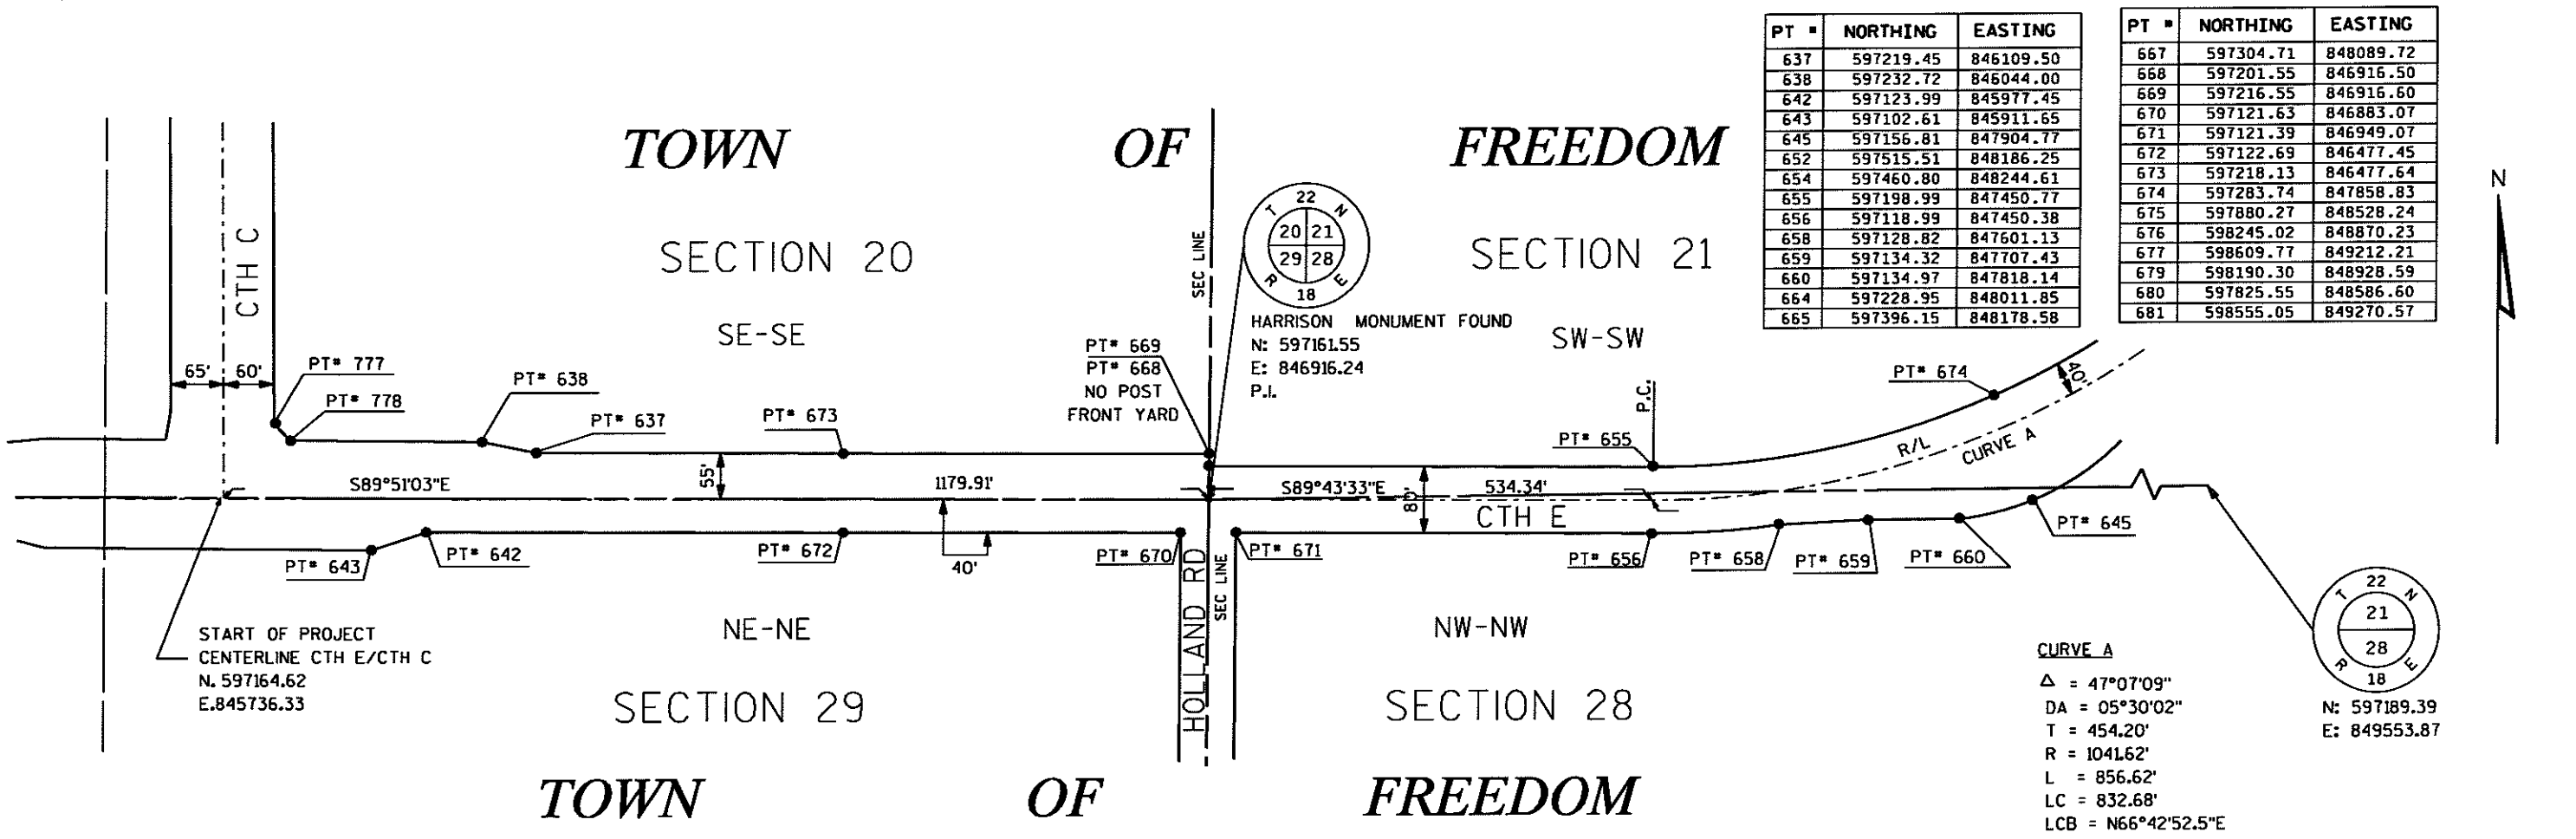 TOWN OF FREEDOM
SECTION 20
SECTION 21
SE-SE
SW-SW
CTH C
65'
60'
PT# 777
PT# 778
PT# 638
PT# 637
PT# 673
PT# 669
PT# 668
NO POST
FRONT YARD
SEC LINE
T 22 N
20 21
29 28
R 18 E
HARRISON MONUMENT FOUND
N: 597161.55
E: 846916.24
P.I.
P.C.
PT# 655
PT# 674
40'
R/L
CURVE A
PT # NORTHING EASTING
637 597219.45 846109.50
638 597232.72 846044.00
642 597123.99 845977.45
643 597102.61 845911.65
645 597156.81 847904.77
652 597515.51 848186.25
654 597460.80 848244.61
655 597198.99 847450.77
656 597118.99 847450.38
658 597128.82 847601.13
659 597134.32 847707.43
660 597134.97 847818.14
664 597228.95 848011.85
665 597396.15 848178.58
PT # NORTHING EASTING
667 597304.71 848089.72
668 597201.55 846916.50
669 597216.55 846916.60
670 597121.63 846883.07
671 597121.39 846949.07
672 597122.69 846477.45
673 597218.13 846477.64
674 597283.74 847858.83
675 597880.27 848528.24
676 598245.02 848870.23
677 598609.77 849212.21
679 598190.30 848928.59
680 597825.55 848586.60
681 598555.05 849270.57
N
S89°51'03"E
55'
1179.91'
S89°43'33"E
80'
534.34'
CTH E
PT# 643
PT# 642
PT# 672
40'
PT# 670
PT# 671
PT# 656
PT# 658
PT# 659
PT# 660
PT# 645
HOLLAND RD
SEC LINE
START OF PROJECT
CENTERLINE CTH E/CTH C
N. 597164.62
E.845736.33
NE-NE
NW-NW
SECTION 29
SECTION 28
TOWN OF FREEDOM
CURVE A
Δ = 47°07'09"
DA = 05°30'02"
T = 454.20'
R = 1041.62'
L = 856.62'
LC = 832.68'
LCB = N66°42'52.5"E
T 22 N
21
28
R 18 E
N: 597189.39
E: 849553.87